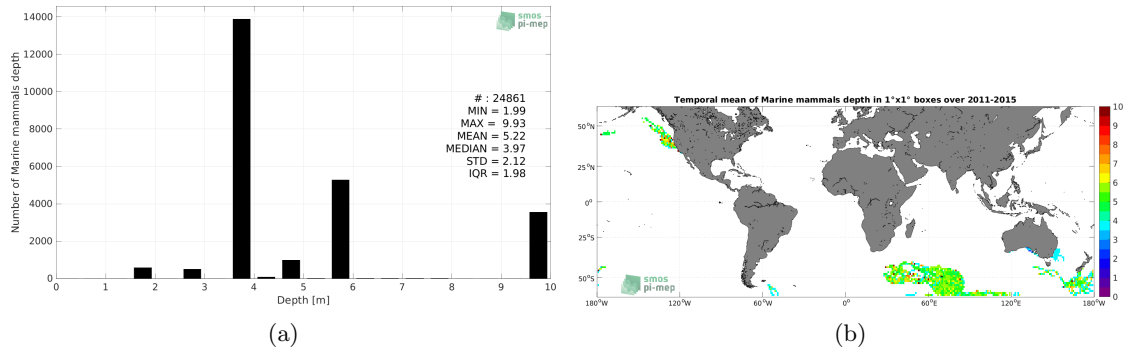 smos
pi-mep
Number of Marine mammals depth
14000
12000
10000
8000
6000
4000
2000
0
# : 24861
MIN = 1.99
MAX = 9.93
MEAN = 5.22
MEDIAN = 3.97
STD = 2.12
IQR = 1.98
0 1 2 3 4 5 6 7 8 9 10
Depth [m]
(a)
Temporal mean of Marine mammals depth in 1°x1° boxes over 2011-2015
50°N
25°N
0°
25°S
50°S
180°W 120°W 60°W 0° 60°E 120°E 180°W
smos
pi-mep
10
9
8
7
6
5
4
3
2
1
0
(b)